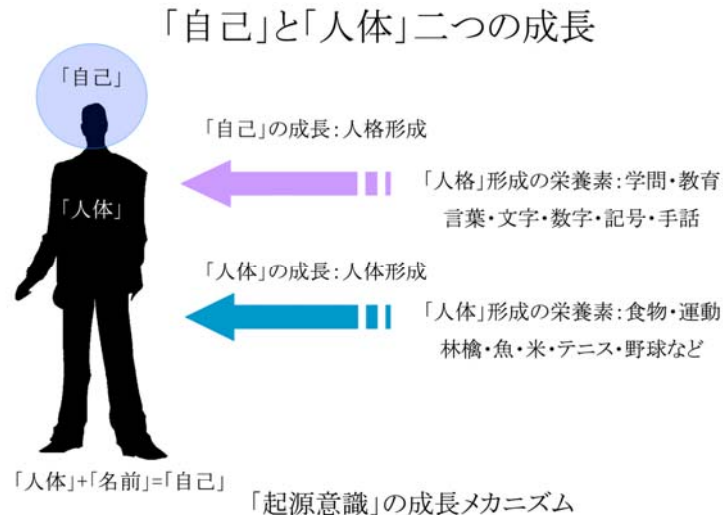 「自己」と「人体」二つの成長
「自己」
「自己」の成長：人格形成
「人格」形成の栄養素：学問・教育
言葉・文字・数字・記号・手話
「人体」
「人体」の成長：人体形成
「人体」形成の栄養素：食物・運動
林檎・魚・米・テニス・野球など
「人体」+「名前」=「自己」
「起源意識」の成長メカニズム